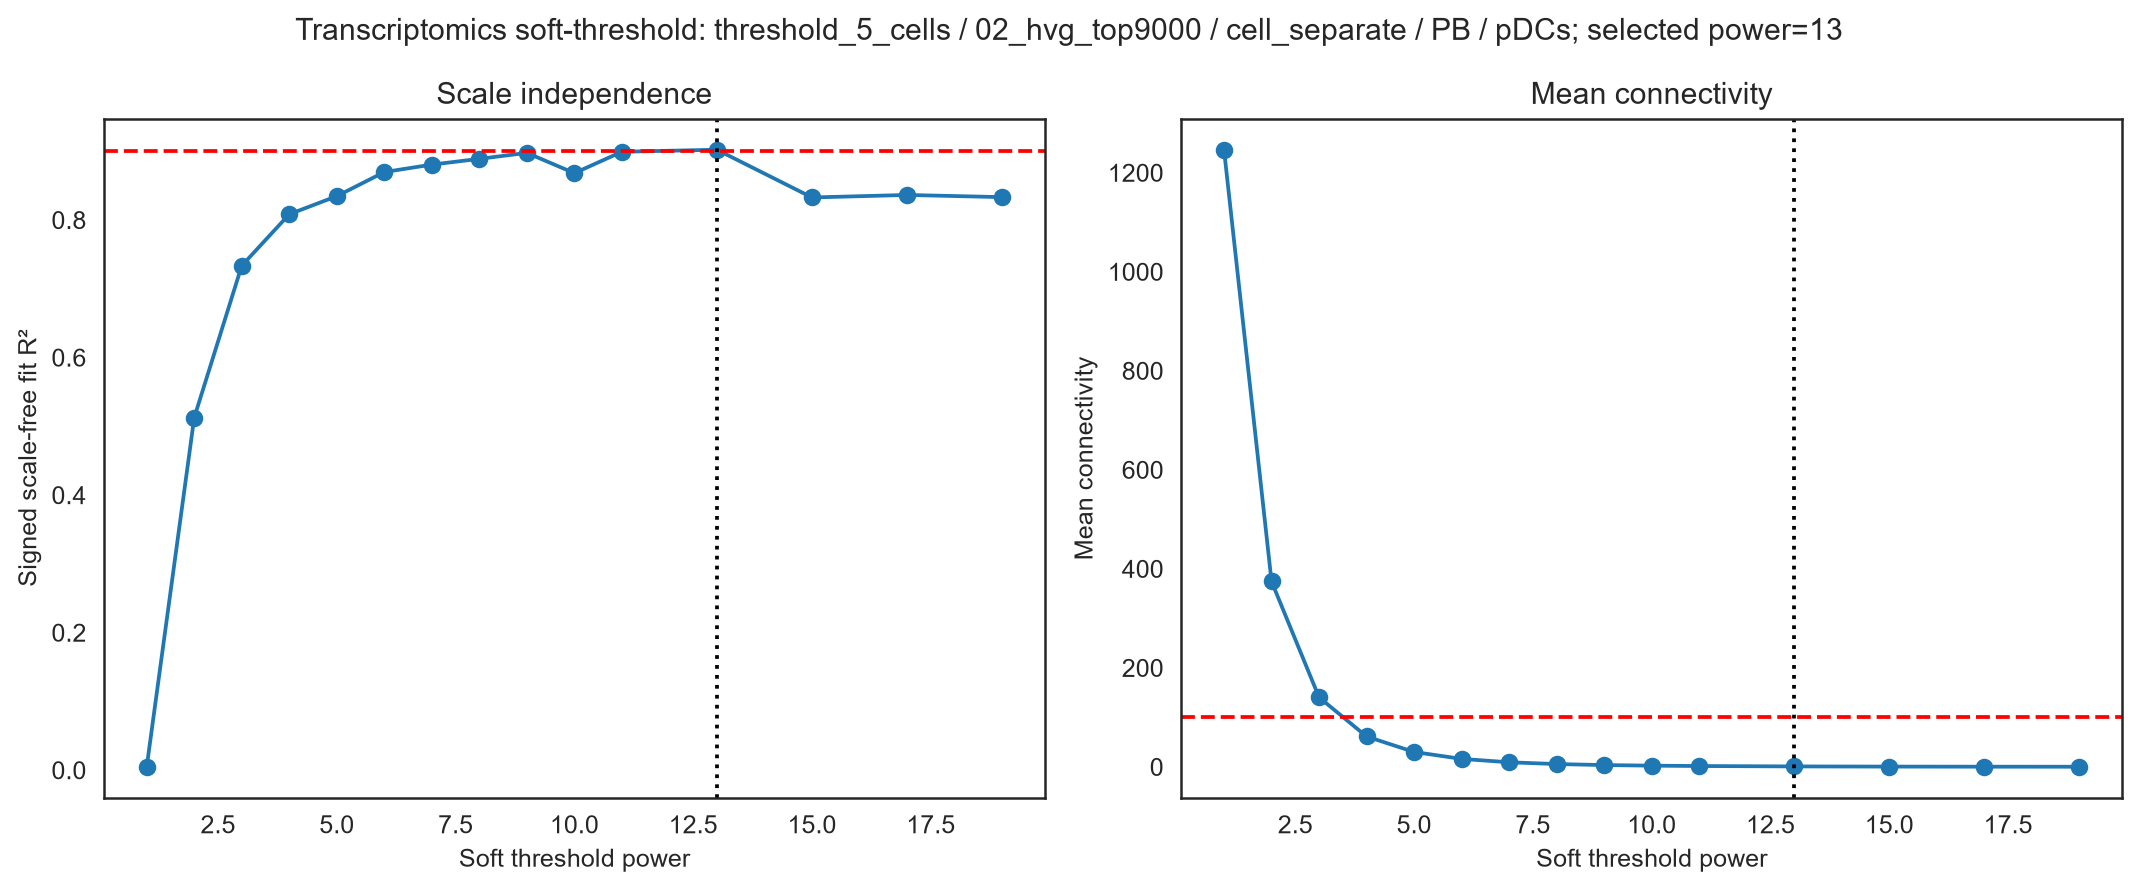 Transcriptomics soft-threshold: threshold_5_cells / 02_hvg_top9000 / cell_separate / PB / pDCs; selected power=13
Scale independence
Signed scale-free fit R²
0.8
0.6
0.4
0.2
0.0
2.5 5.0 7.5 10.0 12.5 15.0 17.5
Soft threshold power
Mean connectivity
Mean connectivity
1200
1000
800
600
400
200
0
2.5 5.0 7.5 10.0 12.5 15.0 17.5
Soft threshold power